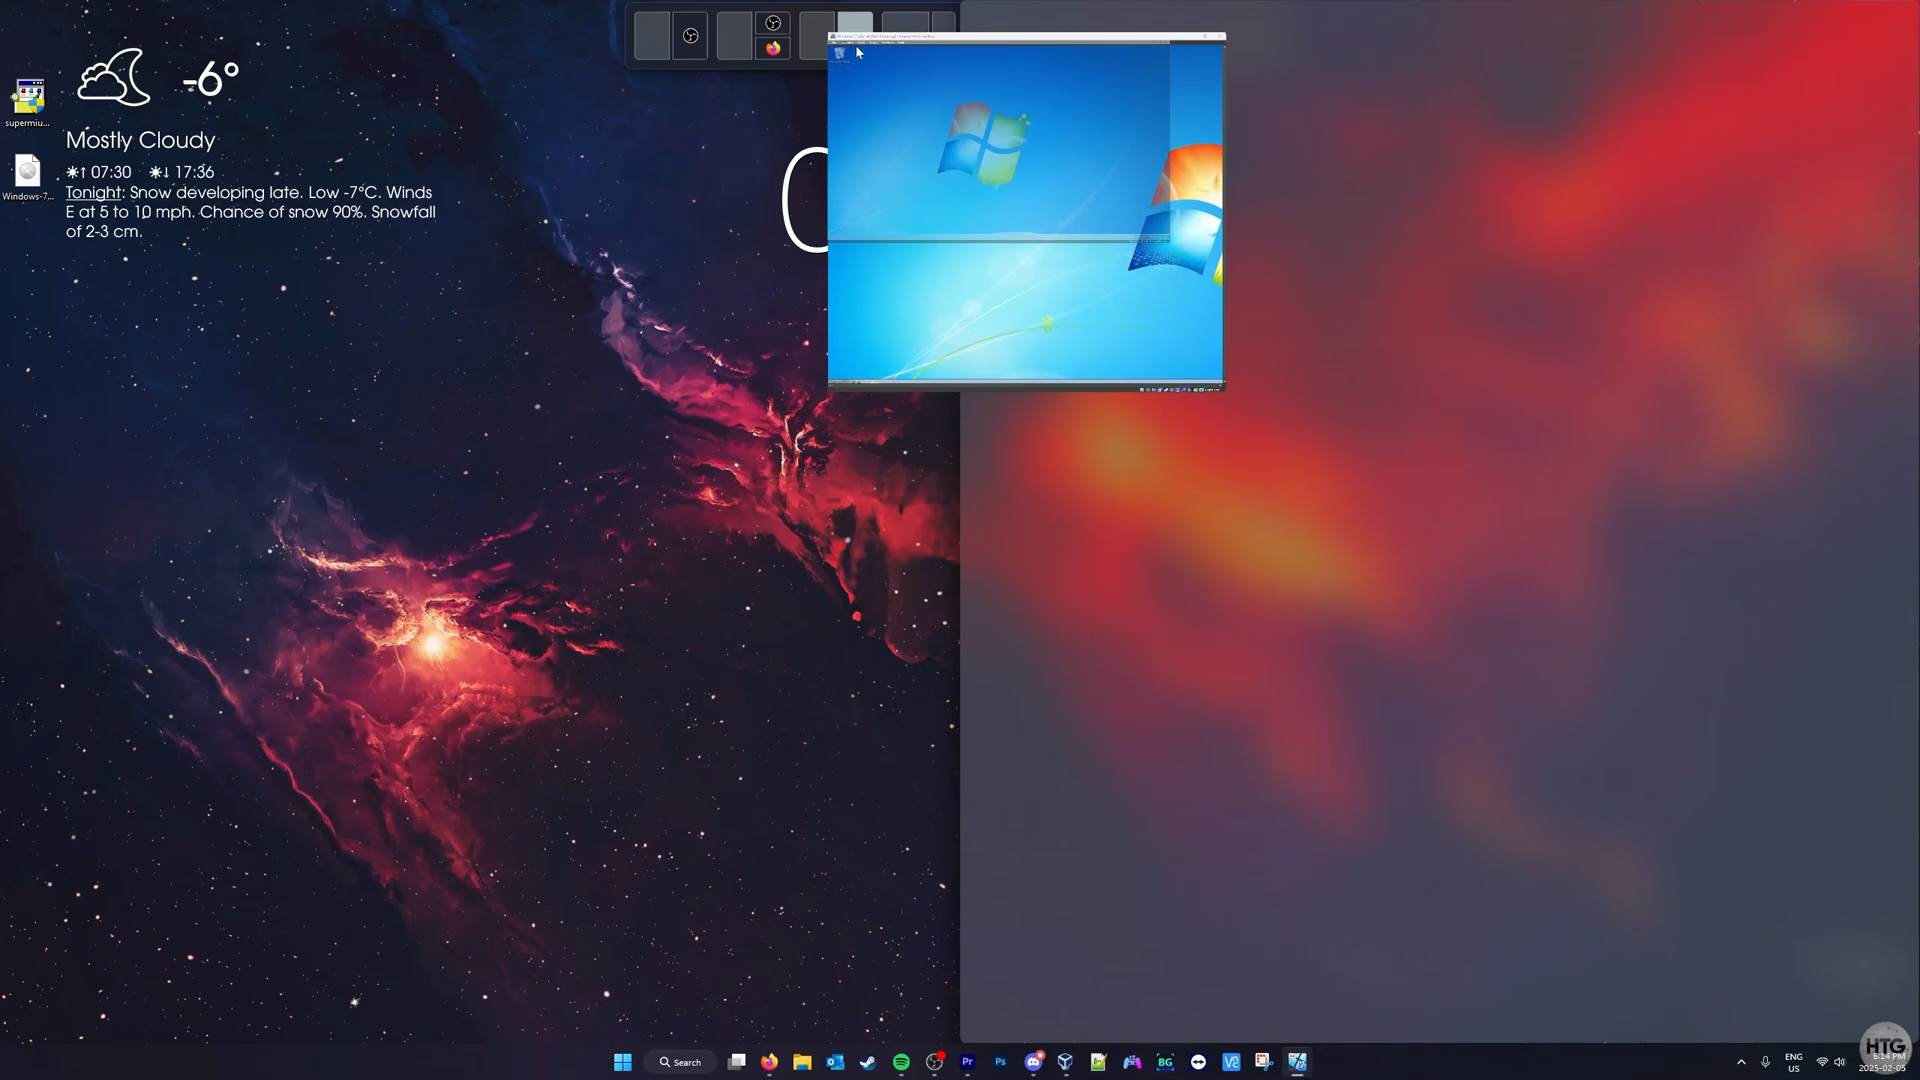 -6°
Mostly Cloudy
07:30 17:36
Tonight: Snow developing late. Low -7°C. Winds
E at 5 to 10 mph. Chance of snow 90%. Snowfall
of 2-3 cm.
supermiu...
Windows-7...
0
Search
Pr
Ps
BG
ENG
US
HTG
6:14 PM
2025-02-05